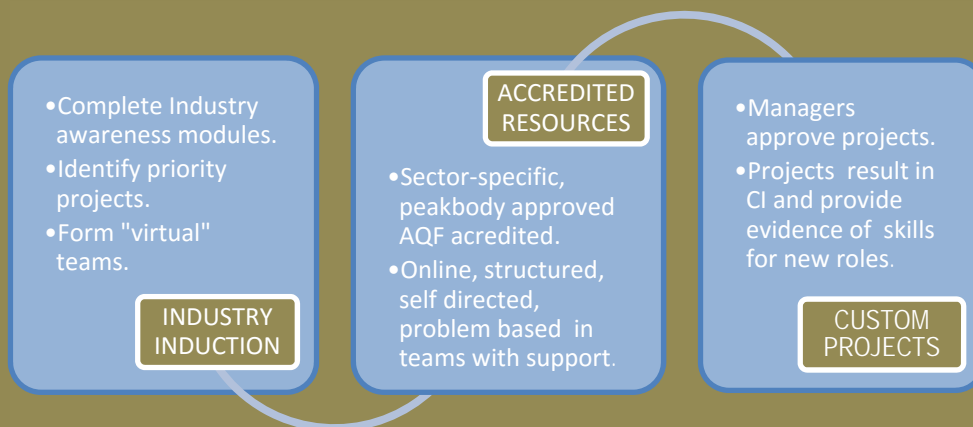 •Complete Industry
awareness modules.
•Identify priority
projects.
•Form "virtual"
teams.
INDUSTRY
INDUCTION
ACCREDITED
RESOURCES
•Sector-specific,
peakbody approved
AQF acredited.
•Online, structured,
self directed,
problem based in
teams with support.
•Managers
approve projects.
•Projects result in
CI and provide
evidence of skills
for new roles.
CUSTOM
PROJECTS